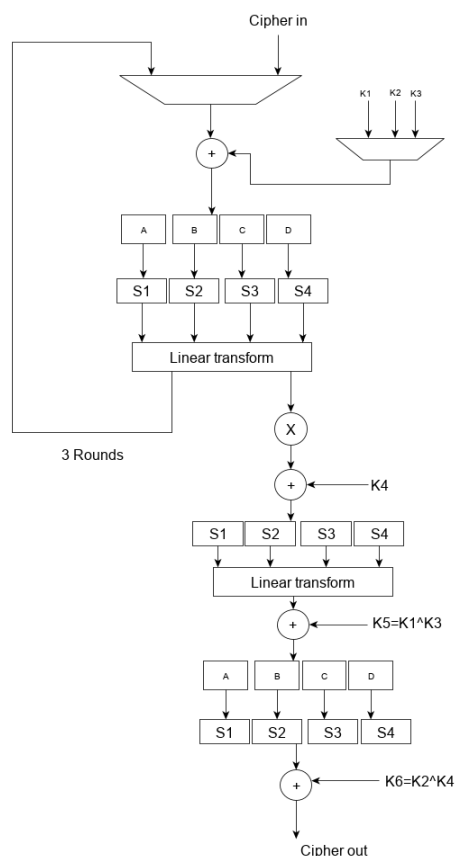 Cipher in
K1 K2 K3
+
A B C D
S1 S2 S3 S4
Linear transform
X
3 Rounds
+ K4
S1 S2 S3 S4
Linear transform
+ K5=K1^K3
A B C D
S1 S2 S3 S4
+ K6=K2^K4
Cipher out